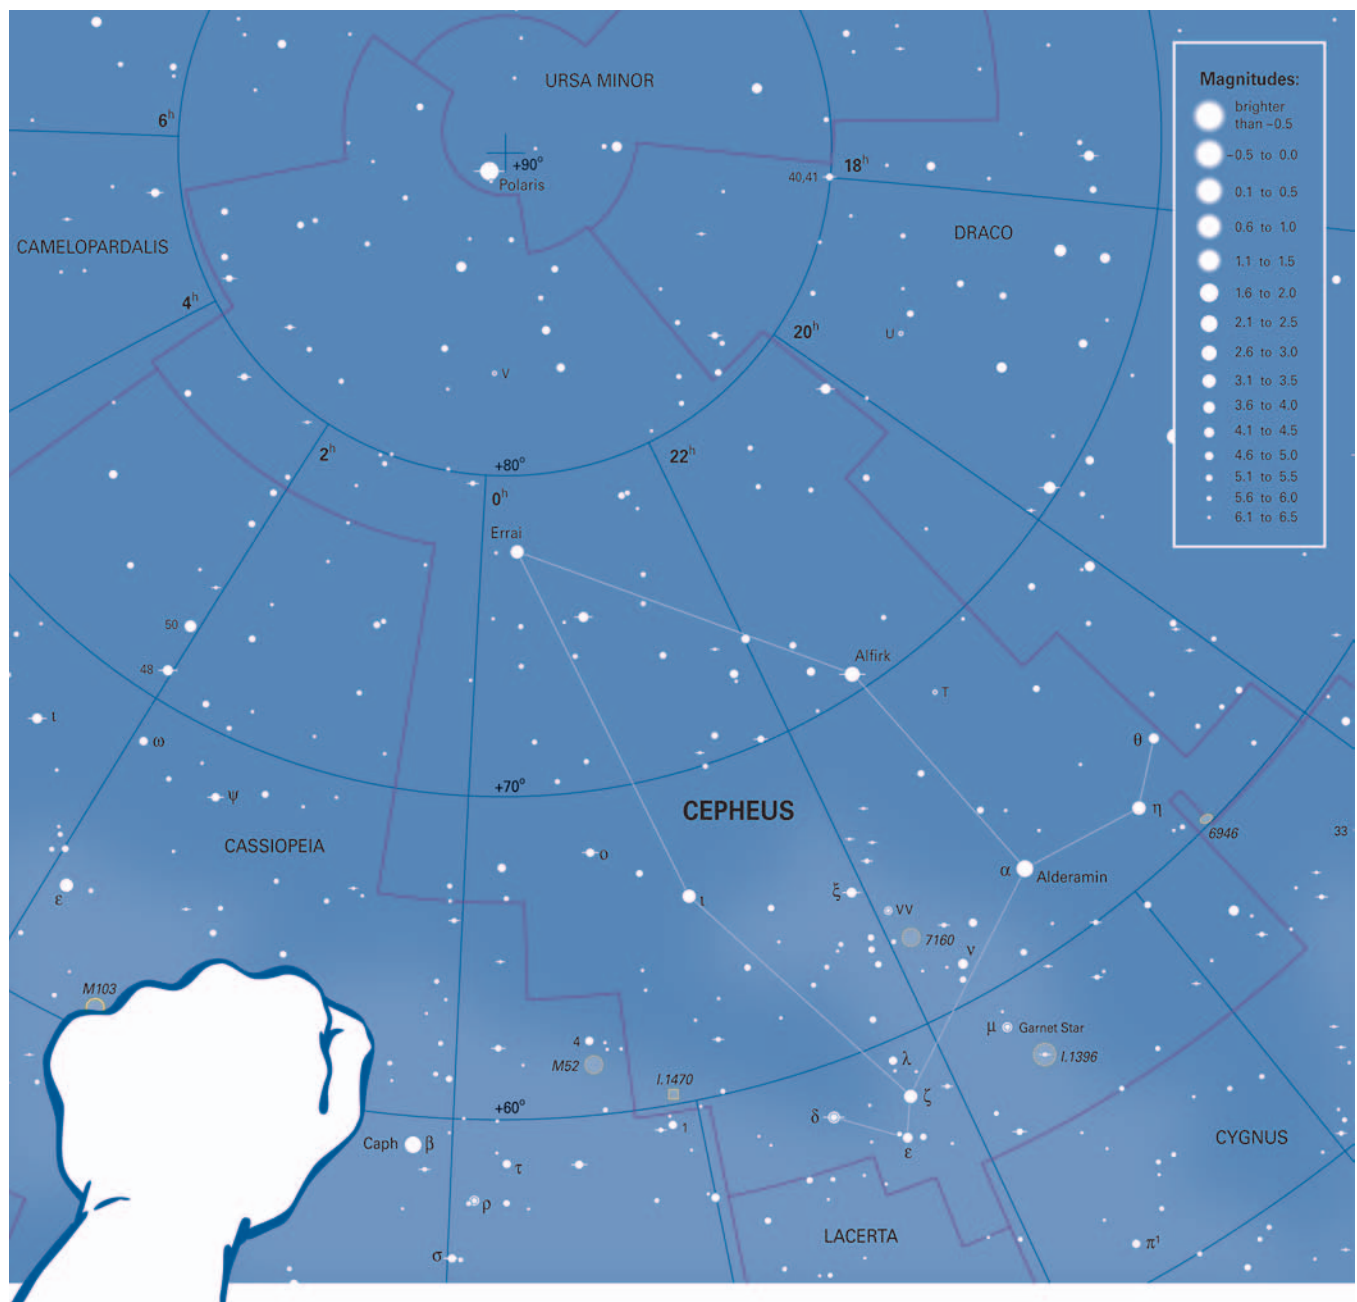 URSA MINOR
Magnitudes:
brighter
than –0.5
–0.5 to 0.0
0.1 to 0.5
0.6 to 1.0
1.1 to 1.5
1.6 to 2.0
2.1 to 2.5
2.6 to 3.0
3.1 to 3.5
3.6 to 4.0
4.1 to 4.5
4.6 to 5.0
5.1 to 5.5
5.6 to 6.0
6.1 to 6.5
6h
+90°
Polaris
18h
40,41
DRACO
CAMELOPARDALIS
4h
20h
U
V
2h
22h
+80°
0h
Errai
50
48
Alfirk
T
ι
ω
θ
+70°
ψ
CEPHEUS
η
6946
33
CASSIOPEIA
ο
α
Alderamin
ε
ι
ξ
VV
7160
ν
M103
μ
Garnet Star
4
M52
λ
I.1396
I.1470
ζ
+60°
δ
1
Caph
β
ε
CYGNUS
τ
ρ
LACERTA
π1
σ